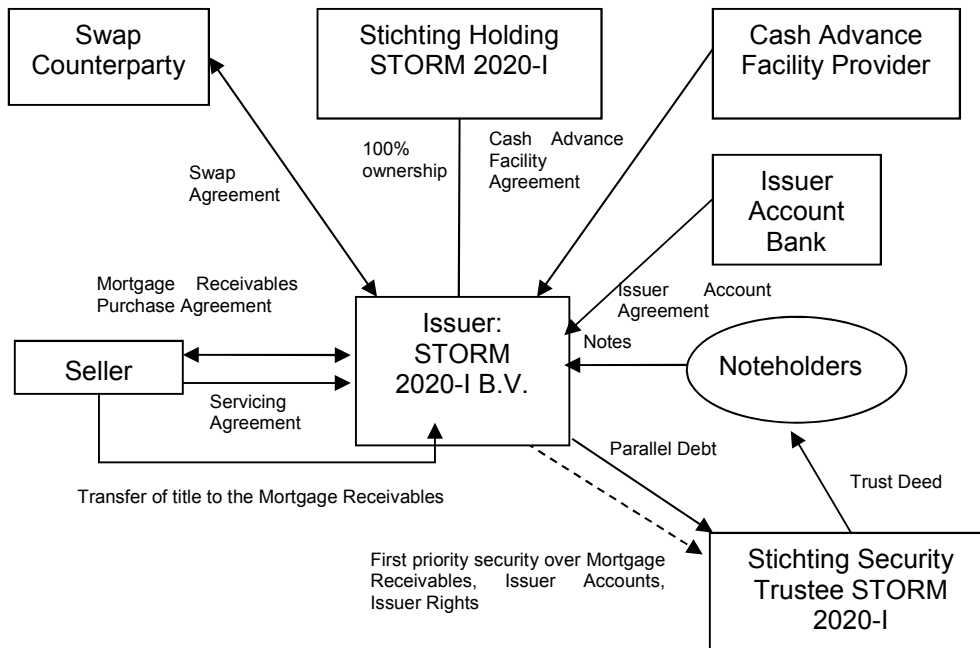 Swap
Counterparty
Stichting Holding
STORM 2020-I
Cash Advance
Facility Provider
Swap
Agreement
100%
ownership
Cash Advance
Facility
Agreement
Issuer
Account
Bank
Mortgage Receivables
Purchase Agreement
Issuer Account
Agreement
Issuer:
STORM
2020-I B.V.
Notes
Seller
Noteholders
Servicing
Agreement
Parallel Debt
Trust Deed
Transfer of title to the Mortgage Receivables
First priority security over Mortgage
Receivables, Issuer Accounts,
Issuer Rights
Stichting Security
Trustee STORM
2020-I